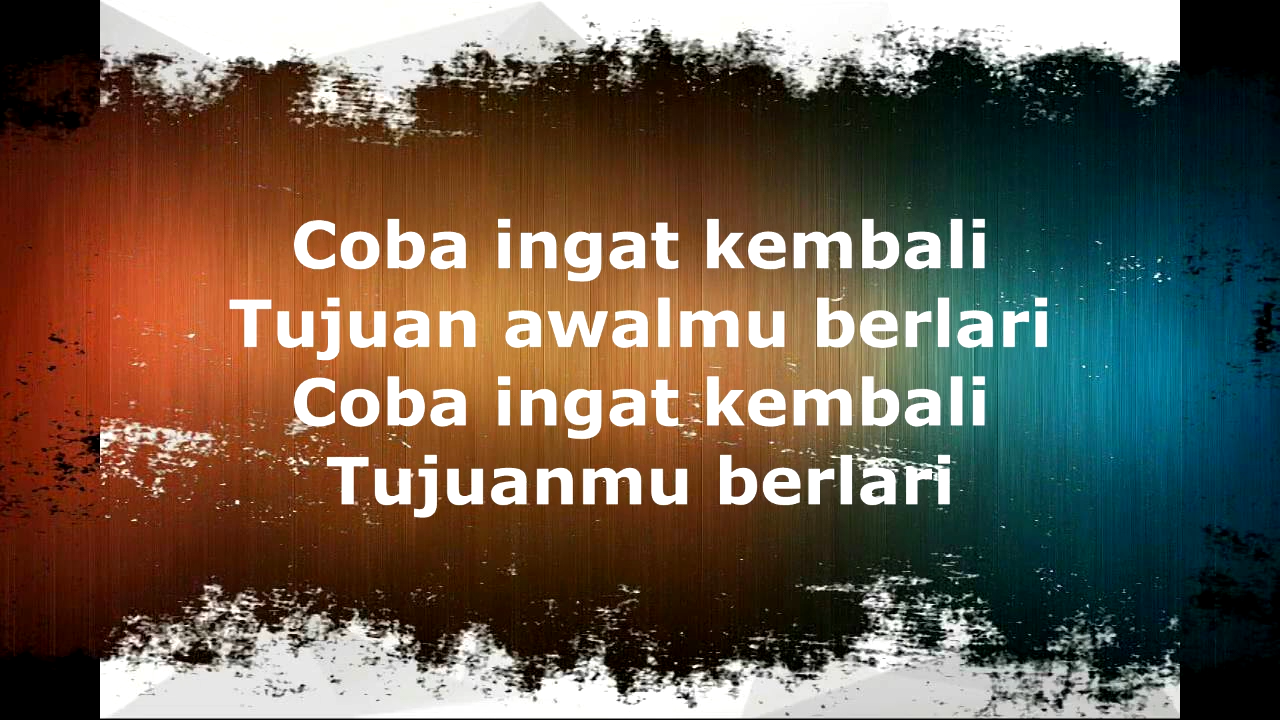 Coba ingat kembali
Tujuan awalmu berlari
Coba ingat kembali
Tujuanmu berlari